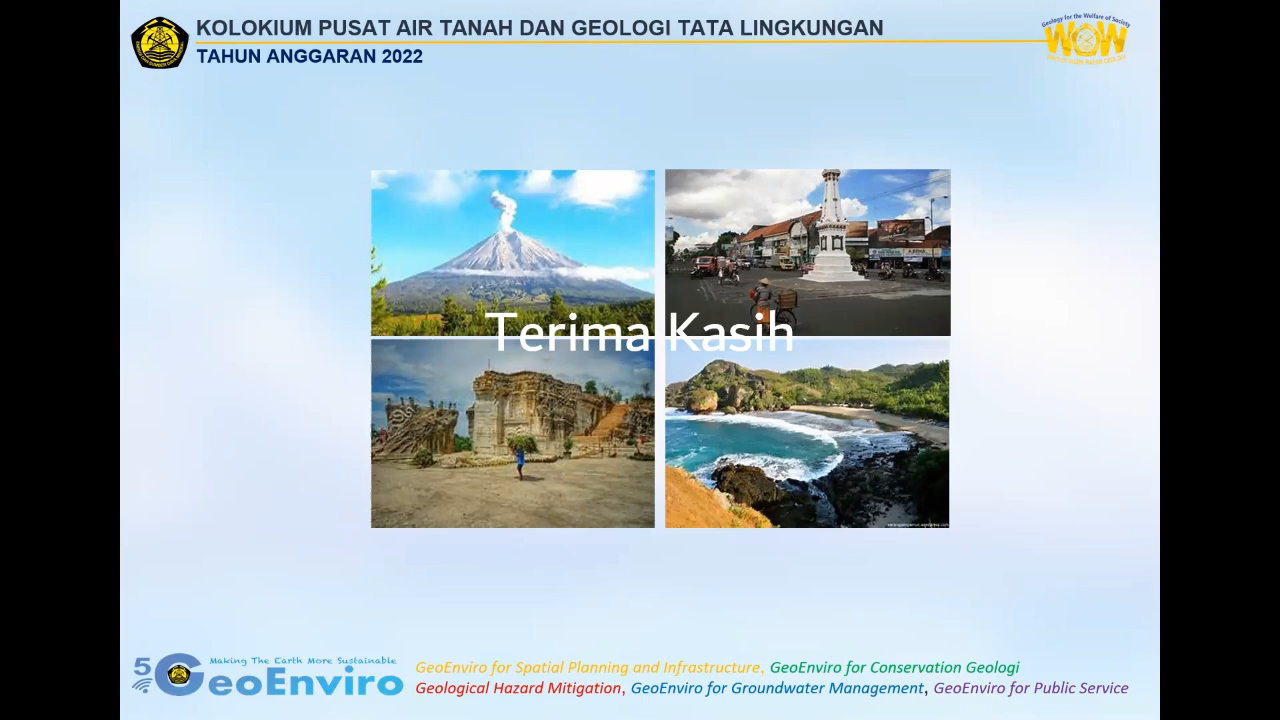 KOLOKIUM PUSAT AIR TANAH DAN GEOLOGI TATA LINGKUNGAN
TAHUN ANGGARAN 2022
Geology for the Welfare of Society
WOW
Terima Kasih
5G
Making The Earth More Sustainable
GeoEnviro
GeoEnviro for Spatial Planning and Infrastructure, GeoEnviro for Conservation Geologi
Geological Hazard Mitigation, GeoEnviro for Groundwater Management, GeoEnviro for Public Service